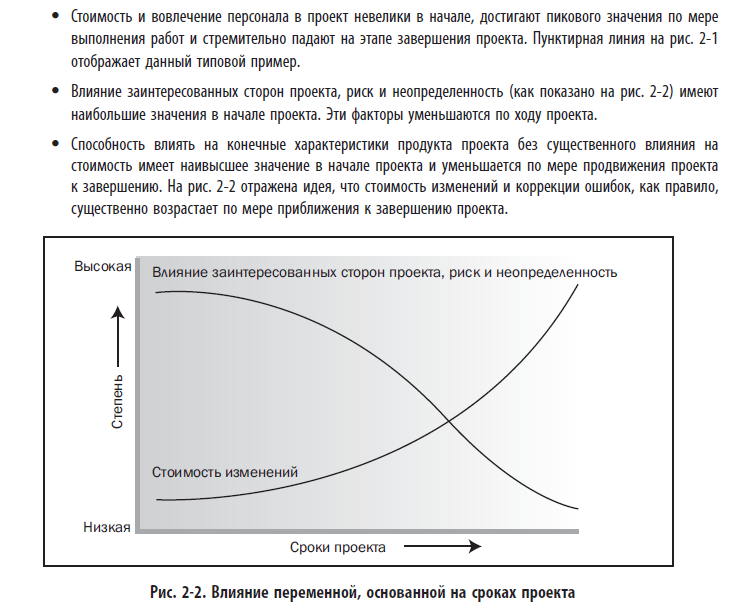 • Стоимость и вовлечение персонала в проект невелики в начале, достигают пикового значения по мере
выполнения работ и стремительно падают на этапе завершения проекта. Пунктирная линия на рис. 2-1
отображает данный типовой пример.
• Влияние заинтересованных сторон проекта, риск и неопределенность (как показано на рис. 2-2) имеют
наибольшие значения в начале проекта. Эти факторы уменьшаются по ходу проекта.
• Способность влиять на конечные характеристики продукта проекта без существенного влияния на
стоимость имеет наивысшее значение в начале проекта и уменьшается по мере продвижения проекта
к завершению. На рис. 2-2 отражена идея, что стоимость изменений и коррекции ошибок, как правило,
существенно возрастает по мере приближения к завершению проекта.
Высокая
Влияние заинтересованных сторон проекта, риск и неопределенность
Степень
Стоимость изменений
Низкая
Сроки проекта
Рис. 2-2. Влияние переменной, основанной на сроках проекта